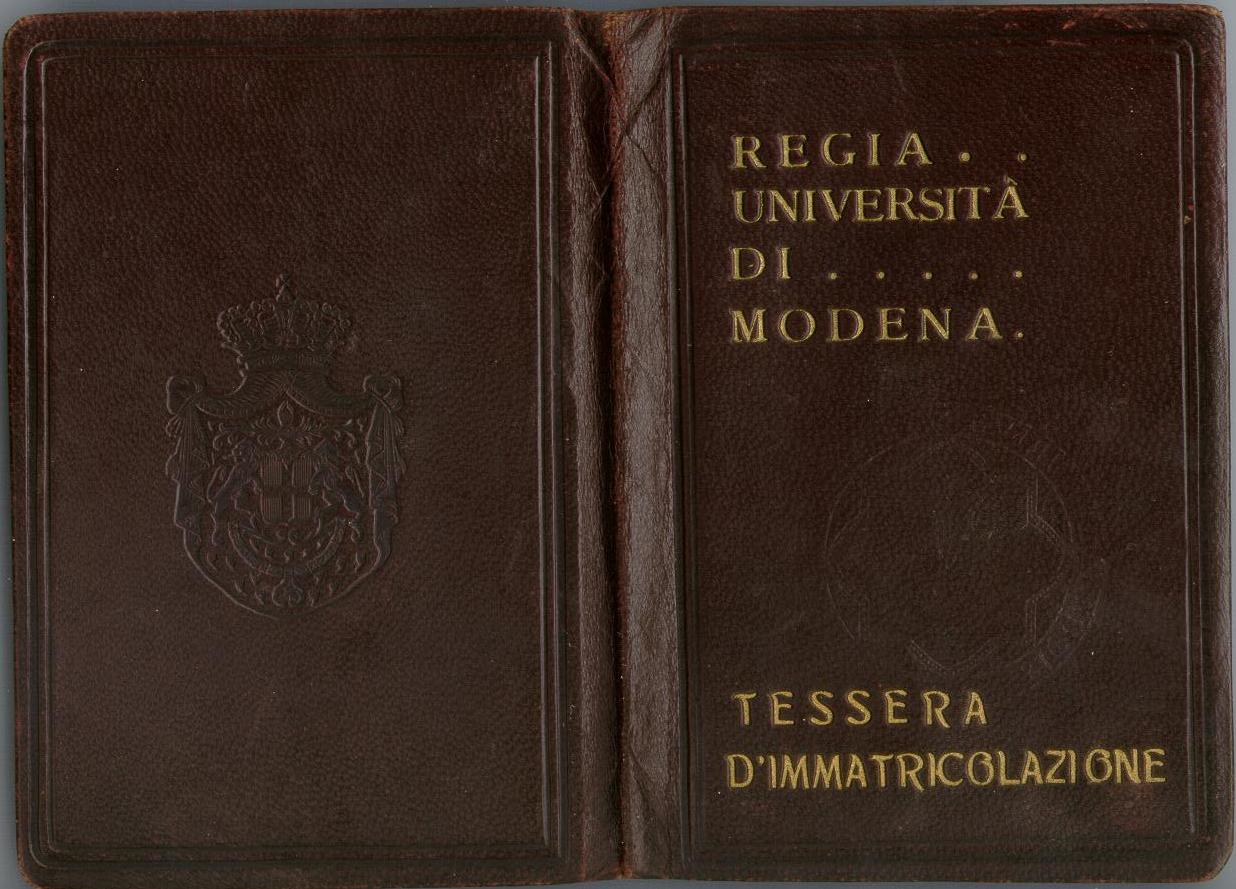 REGIA . .
UNIVERSITÀ
DI . . . . .
MODENA.
TESSERA
D'IMMATRICOLAZIONE